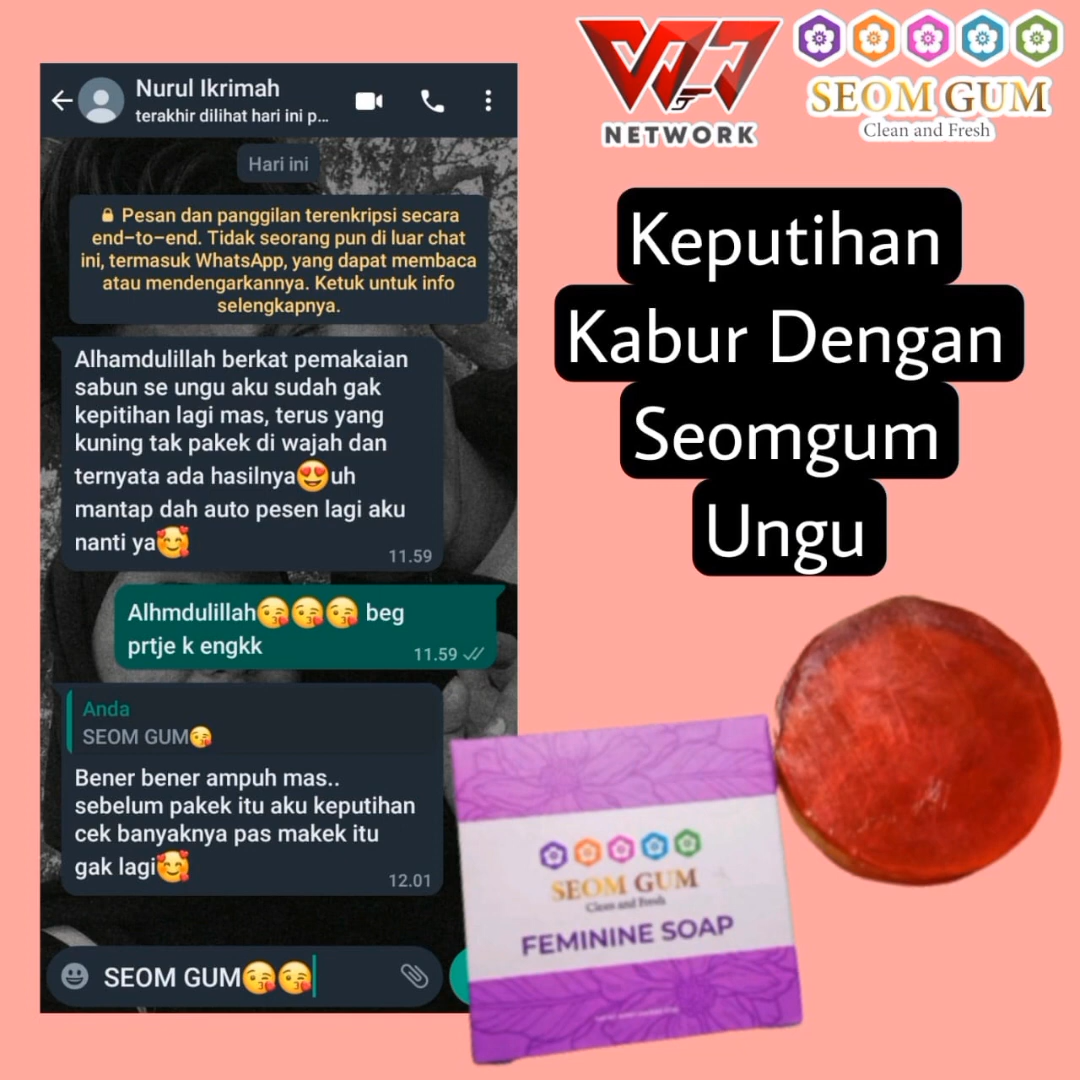 Nurul Ikrimah
terakhir dilihat hari ini p...
Hari ini
Pesan dan panggilan terenkripsi secara
end-to-end. Tidak seorang pun di luar chat
ini, termasuk WhatsApp, yang dapat membaca
atau mendengarkannya. Ketuk untuk info
selengkapnya.
Alhamdulillah berkat pemakaian
sabun se ungu aku sudah gak
kepitihan lagi mas, terus yang
kuning tak pakek di wajah dan
ternyata ada hasilnya😍uh
mantap dah auto pesen lagi aku
nanti ya🥰
11.59
Alhmdulillah😘😘😘 beg
prtje k engkk
11.59
Anda
SEOM GUM😘
Bener bener ampuh mas..
sebelum pakek itu aku keputihan
cek banyaknya pas makek itu
gak lagi🥰
12.01
SEOM GUM😘😘
NETWORK
SEOM GUM
Clean and Fresh
Keputihan
Kabur Dengan
Seomgum
Ungu
SEOM GUM
Clean and Fresh
FEMININE SOAP